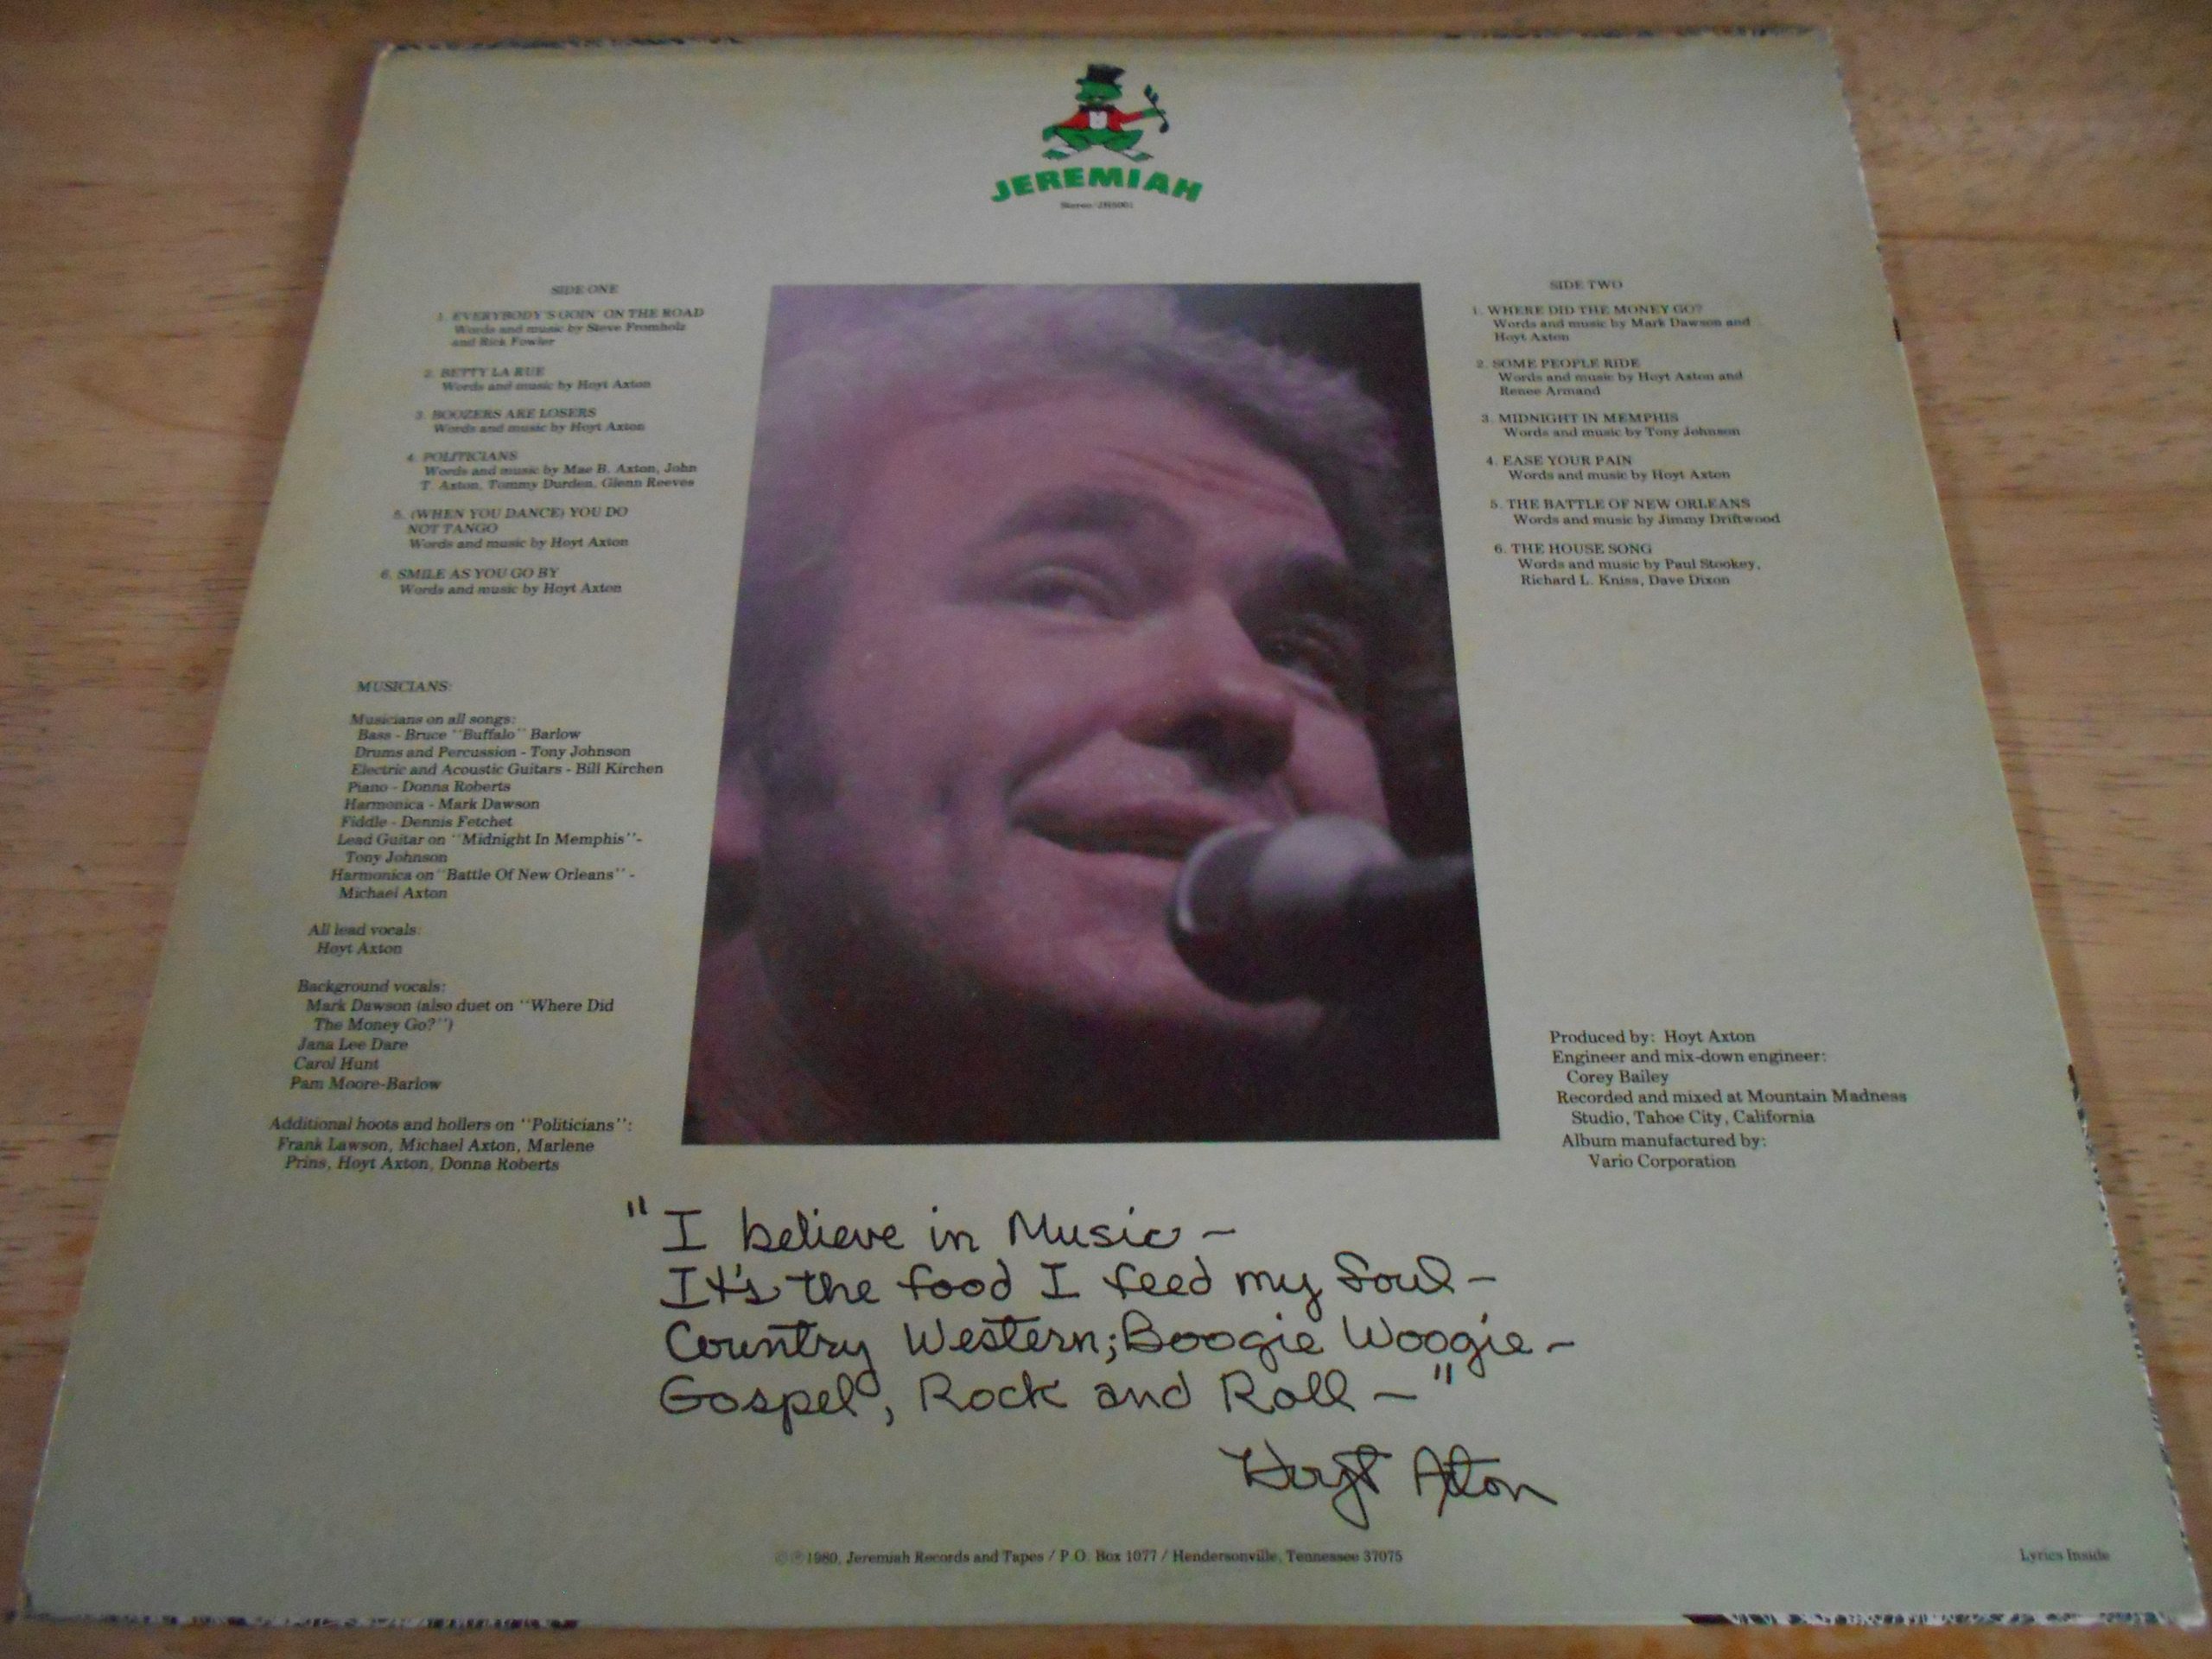 JEREMIAH
Stereo/JH5001
SIDE ONE
1. EVERYBODY'S GOIN' ON THE ROAD
Words and music by Steve Fromholz
and Rick Fowler
2. BETTY LA RUE
Words and music by Hoyt Axton
3. BOOZERS ARE LOSERS
Words and music by Hoyt Axton
4. POLITICIANS
Words and music by Mae B. Axton, John
T. Axton, Tommy Durden, Glenn Reeves
5. (WHEN YOU DANCE) YOU DO
NOT TANGO
Words and music by Hoyt Axton
6. SMILE AS YOU GO BY
Words and music by Hoyt Axton
MUSICIANS:
Musicians on all songs:
Bass - Bruce "Buffalo" Barlow
Drums and Percussion - Tony Johnson
Electric and Acoustic Guitars - Bill Kirchen
Piano - Donna Roberts
Harmonica - Mark Dawson
Fiddle - Dennis Fetchet
Lead Guitar on "Midnight In Memphis"-
Tony Johnson
Harmonica on "Battle Of New Orleans" -
Michael Axton
All lead vocals:
Hoyt Axton
Background vocals:
Mark Dawson (also duet on "Where Did
The Money Go?")
Jana Lee Dare
Carol Hunt
Pam Moore-Barlow
Additional hoots and hollers on "Politicians":
Frank Lawson, Michael Axton, Marlene
Prins, Hoyt Axton, Donna Roberts
SIDE TWO
1. WHERE DID THE MONEY GO?
Words and music by Mark Dawson and
Hoyt Axton
2. SOME PEOPLE RIDE
Words and music by Hoyt Axton and
Renee Armand
3. MIDNIGHT IN MEMPHIS
Words and music by Tony Johnson
4. EASE YOUR PAIN
Words and music by Hoyt Axton
5. THE BATTLE OF NEW ORLEANS
Words and music by Jimmy Driftwood
6. THE HOUSE SONG
Words and music by Paul Stookey,
Richard L. Kniss, Dave Dixon
Produced by: Hoyt Axton
Engineer and mix-down engineer:
Corey Bailey
Recorded and mixed at Mountain Madness
Studio, Tahoe City, California
Album manufactured by:
Vario Corporation
"I believe in Music –
It's the food I feed my Soul –
Country Western; Boogie Woogie –
Gospel, Rock and Roll –"
Hoyt Axton
©℗1980, Jeremiah Records and Tapes / P.O. Box 1077 / Hendersonville, Tennessee 37075
Lyrics Inside